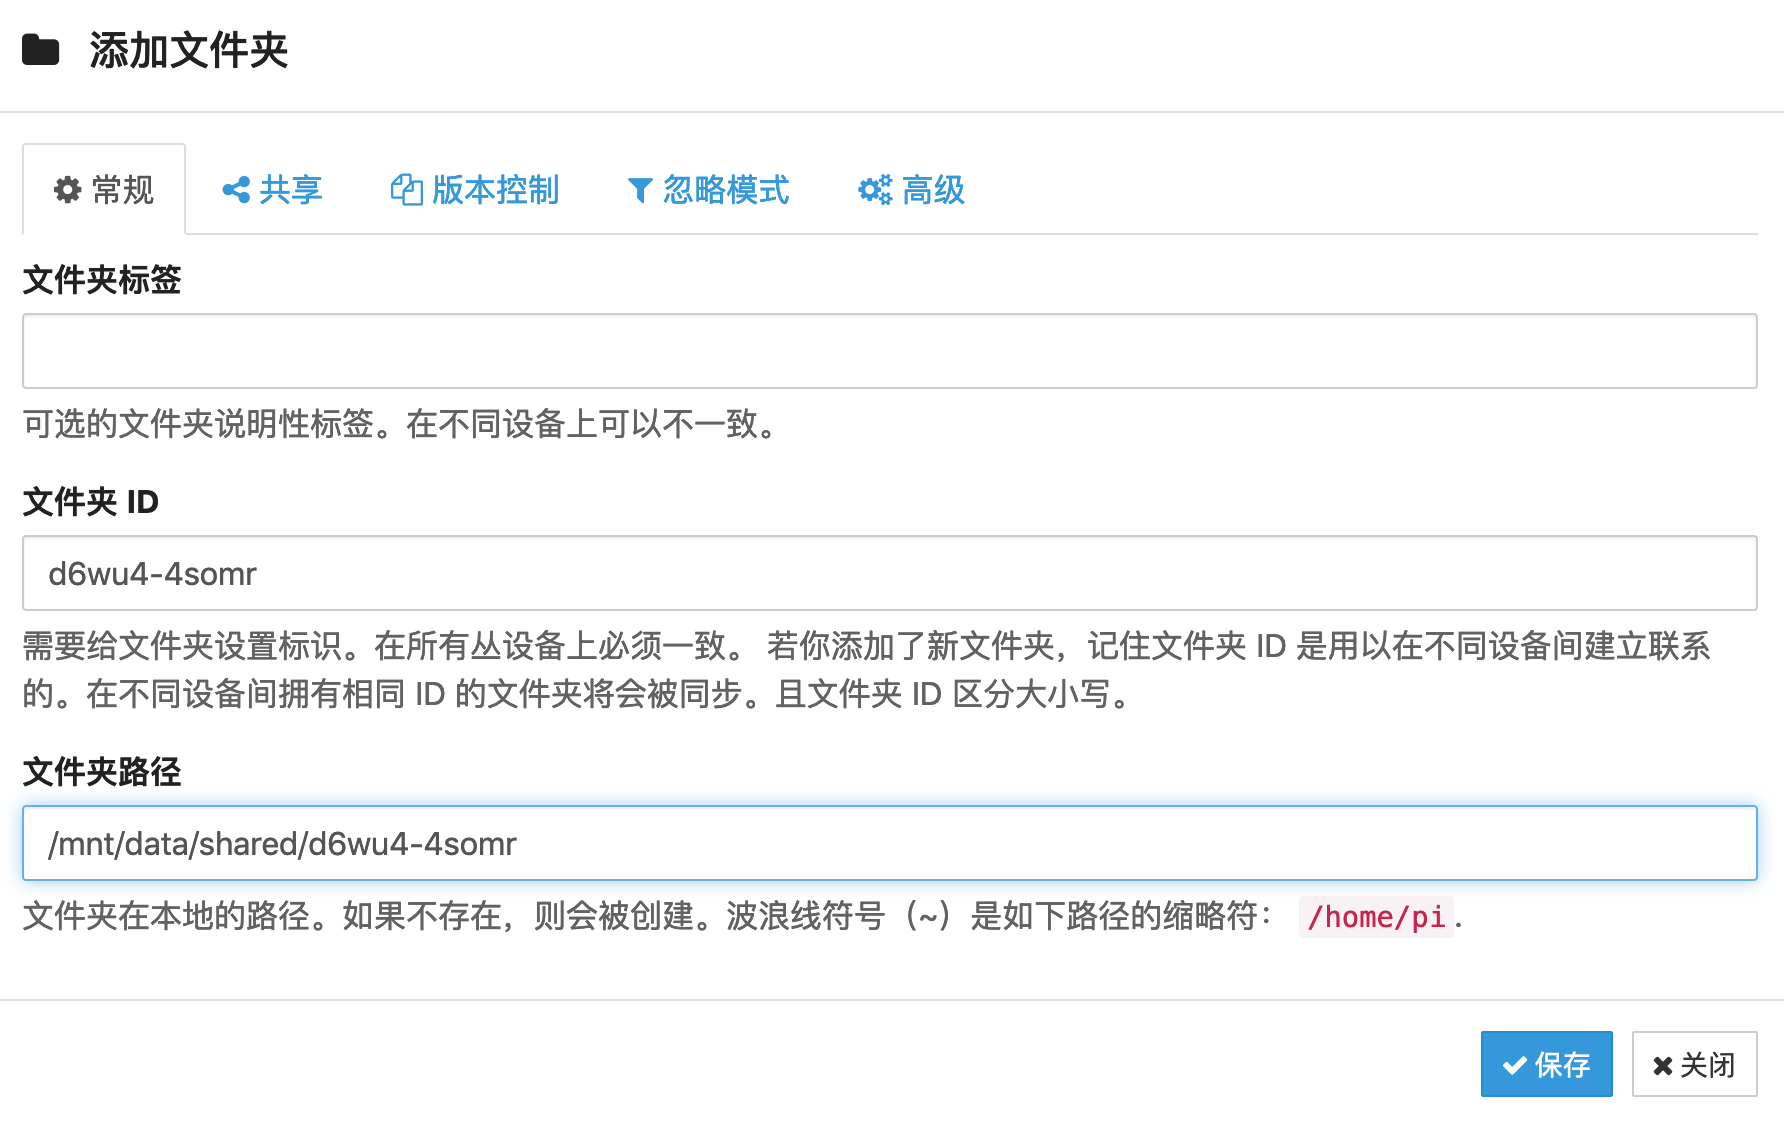 添加文件夹
常规 共享 版本控制 忽略模式 高级
文件夹标签
可选的文件夹说明性标签。在不同设备上可以不一致。
文件夹 ID
d6wu4-4somr
需要给文件夹设置标识。在所有丛设备上必须一致。 若你添加了新文件夹，记住文件夹 ID 是用以在不同设备间建立联系
的。在不同设备间拥有相同 ID 的文件夹将会被同步。且文件夹 ID 区分大小写。
文件夹路径
/mnt/data/shared/d6wu4-4somr
文件夹在本地的路径。如果不存在，则会被创建。波浪线符号（~）是如下路径的缩略符： /home/pi.
保存 关闭